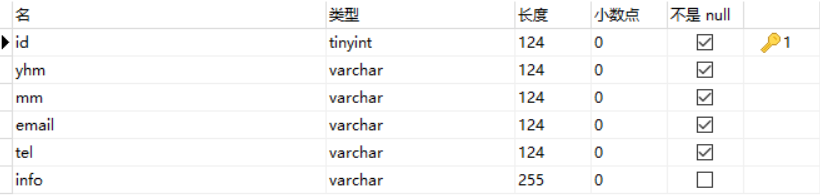 名 类型 长度 小数点 不是 null
id tinyint 124 0 1
yhm varchar 124 0
mm varchar 124 0
email varchar 124 0
tel varchar 124 0
info varchar 255 0